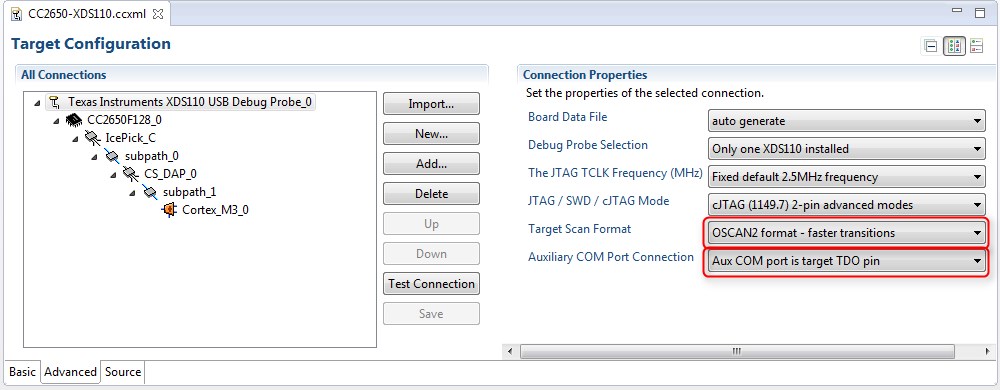 CC2650-XDS110.ccxml
Target Configuration
All Connections
Texas Instruments XDS110 USB Debug Probe_0
CC2650F128_0
IcePick_C
subpath_0
CS_DAP_0
subpath_1
Cortex_M3_0
Import...
New...
Add...
Delete
Up
Down
Test Connection
Save
Connection Properties
Set the properties of the selected connection.
Board Data File auto generate
Debug Probe Selection Only one XDS110 installed
The JTAG TCLK Frequency (MHz) Fixed default 2.5MHz frequency
JTAG / SWD / cJTAG Mode cJTAG (1149.7) 2-pin advanced modes
Target Scan Format OSCAN2 format - faster transitions
Auxiliary COM Port Connection Aux COM port is target TDO pin
Basic Advanced Source